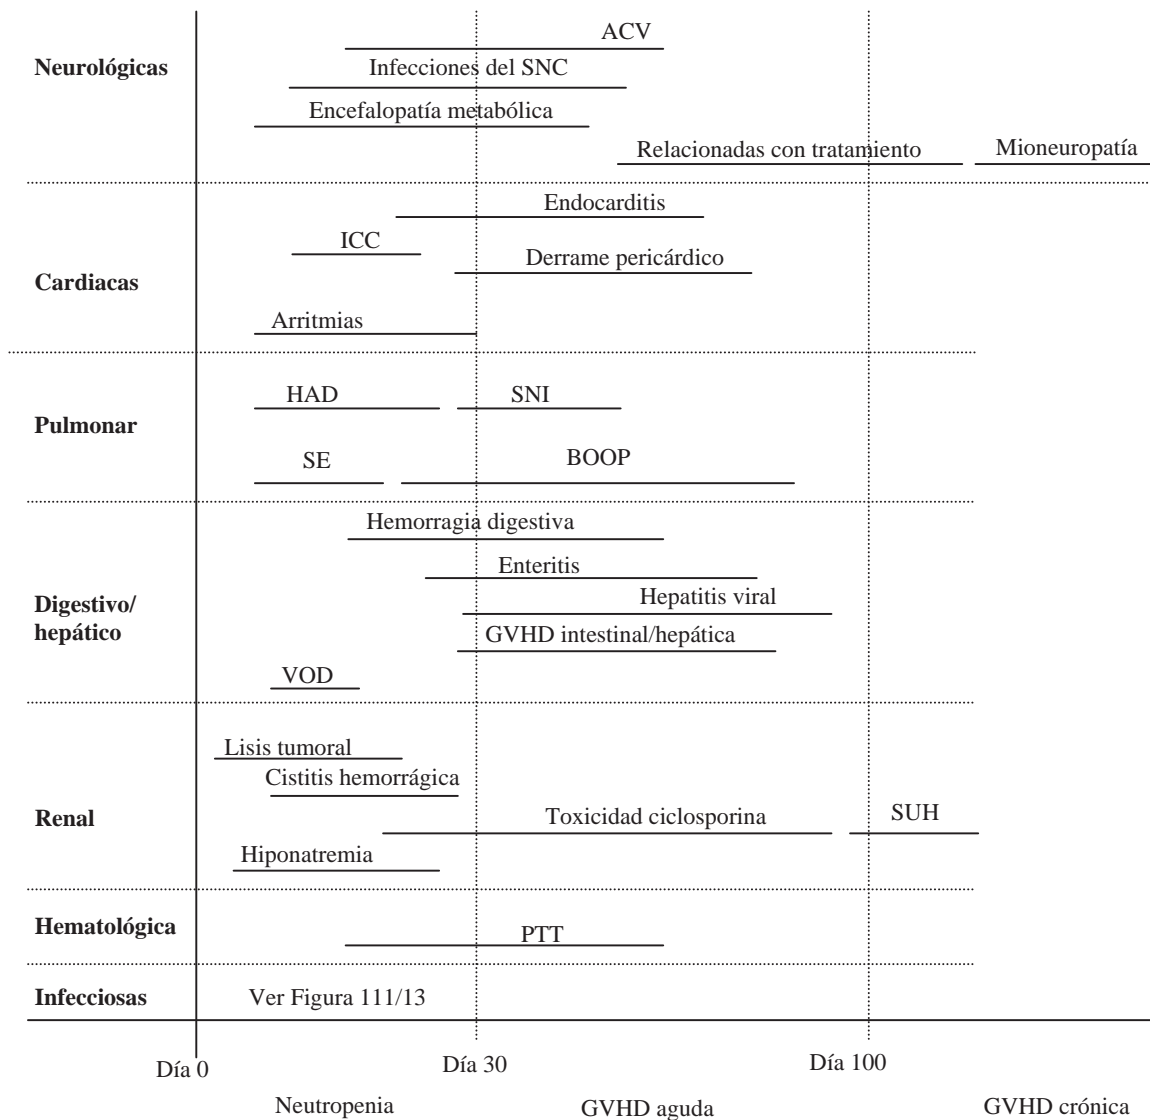 ACV
Neurológicas
Infecciones del SNC
Encefalopatía metabólica
Relacionadas con tratamiento
Mioneuropatía
Endocarditis
ICC
Derrame pericárdico
Cardiacas
Arritmias
HAD
SNI
Pulmonar
SE
BOOP
Hemorragia digestiva
Enteritis
Hepatitis viral
Digestivo/
hepático
GVHD intestinal/hepática
VOD
Lisis tumoral
Cistitis hemorrágica
Renal
Toxicidad ciclosporina
SUH
Hiponatremia
Hematológica
PTT
Infecciosas
Ver Figura 111/13
Día 0
Día 30
Día 100
Neutropenia
GVHD aguda
GVHD crónica